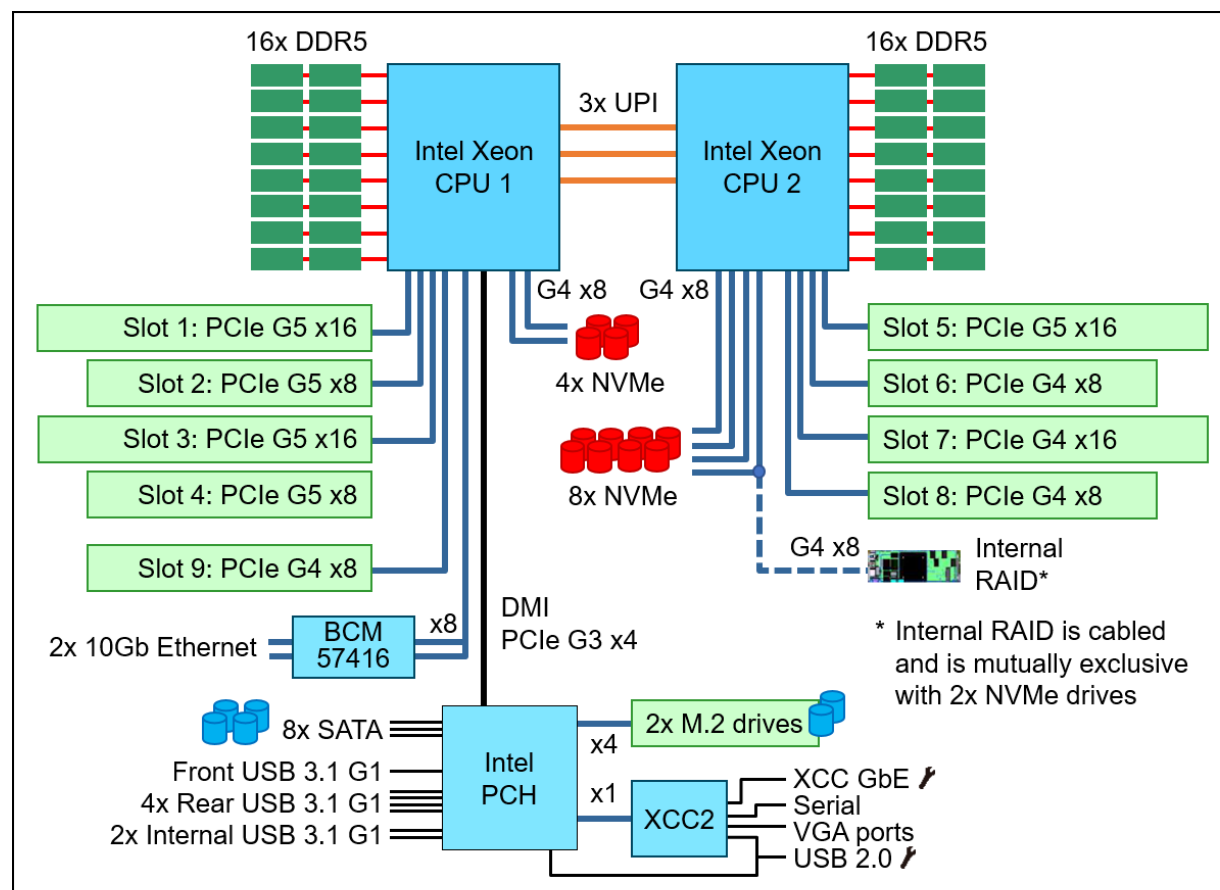 16x DDR5
16x DDR5
3x UPI
Intel Xeon
CPU 1
Intel Xeon
CPU 2
G4 x8
G4 x8
Slot 1: PCIe G5 x16
Slot 2: PCIe G5 x8
Slot 3: PCIe G5 x16
Slot 4: PCIe G5 x8
Slot 9: PCIe G4 x8
4x NVMe
8x NVMe
Slot 5: PCIe G5 x16
Slot 6: PCIe G4 x8
Slot 7: PCIe G4 x16
Slot 8: PCIe G4 x8
G4 x8
Internal
RAID*
DMI
PCIe G3 x4
x8
2x 10Gb Ethernet
BCM
57416
* Internal RAID is cabled
and is mutually exclusive
with 2x NVMe drives
8x SATA
Front USB 3.1 G1
4x Rear USB 3.1 G1
2x Internal USB 3.1 G1
Intel
PCH
x4
2x M.2 drives
x1
XCC2
XCC GbE
Serial
VGA ports
USB 2.0